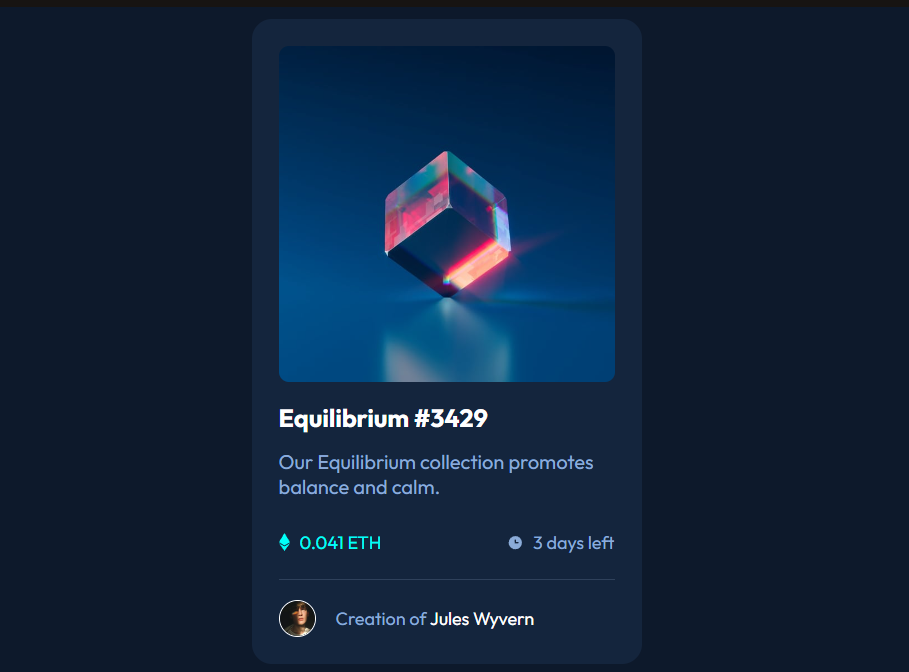 Equilibrium #3429
Our Equilibrium collection promotes
balance and calm.
0.041 ETH
3 days left
Creation of Jules Wyvern